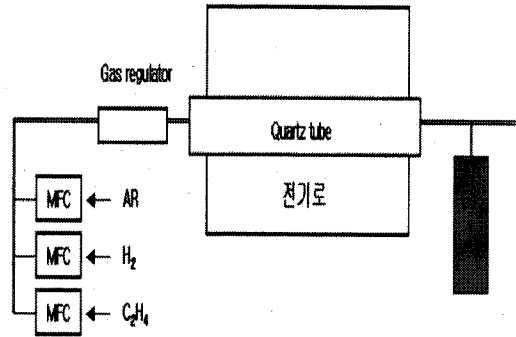 Gas regulator
Quartz tube
전기로
MFC AR
MFC H₂
MFC C₂H₄